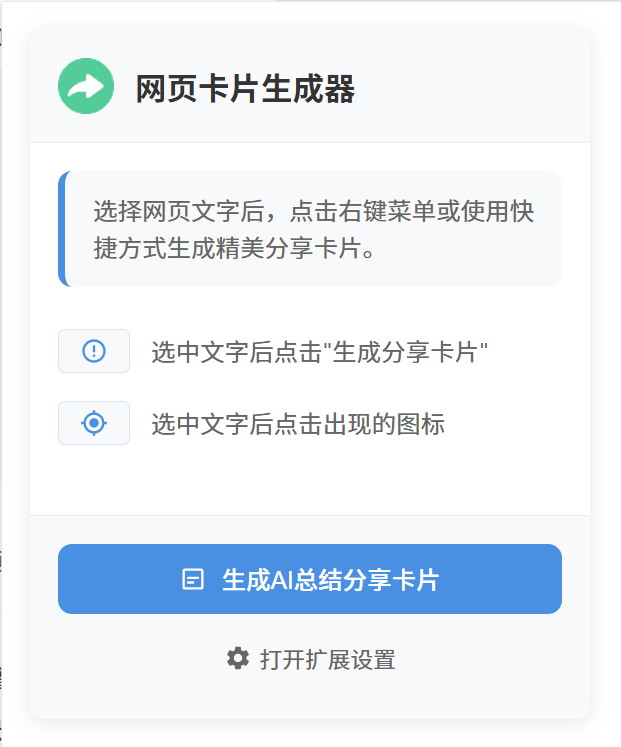 网页卡片生成器
选择网页文字后，点击右键菜单或使用快
捷方式生成精美分享卡片。
选中文字后点击"生成分享卡片"
选中文字后点击出现的图标
生成AI总结分享卡片
打开扩展设置